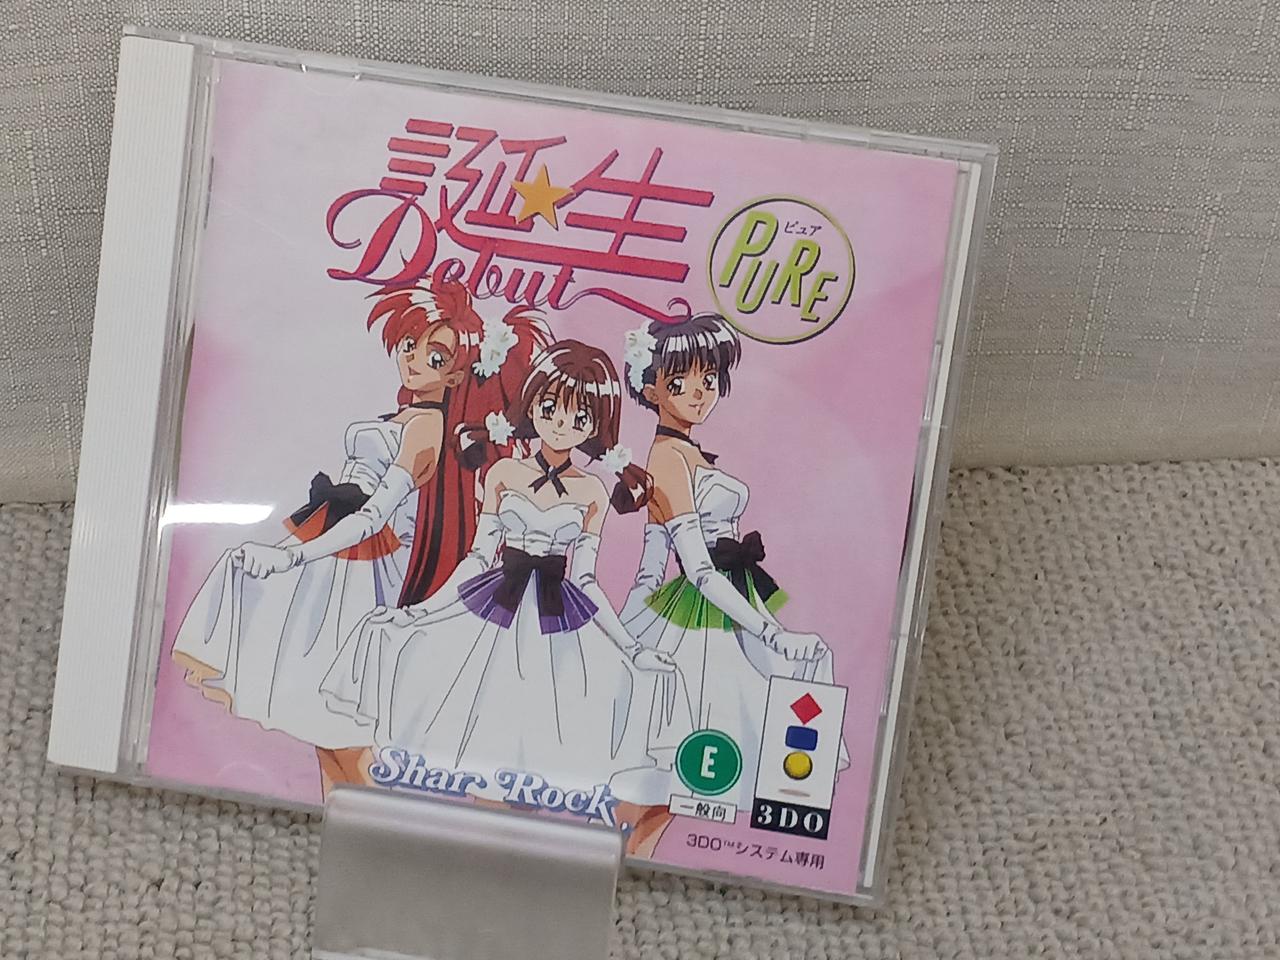 誕生
Debut
ピュア
PURE
Shar Rock.
E
一般向
3DO
3DO™システム専用